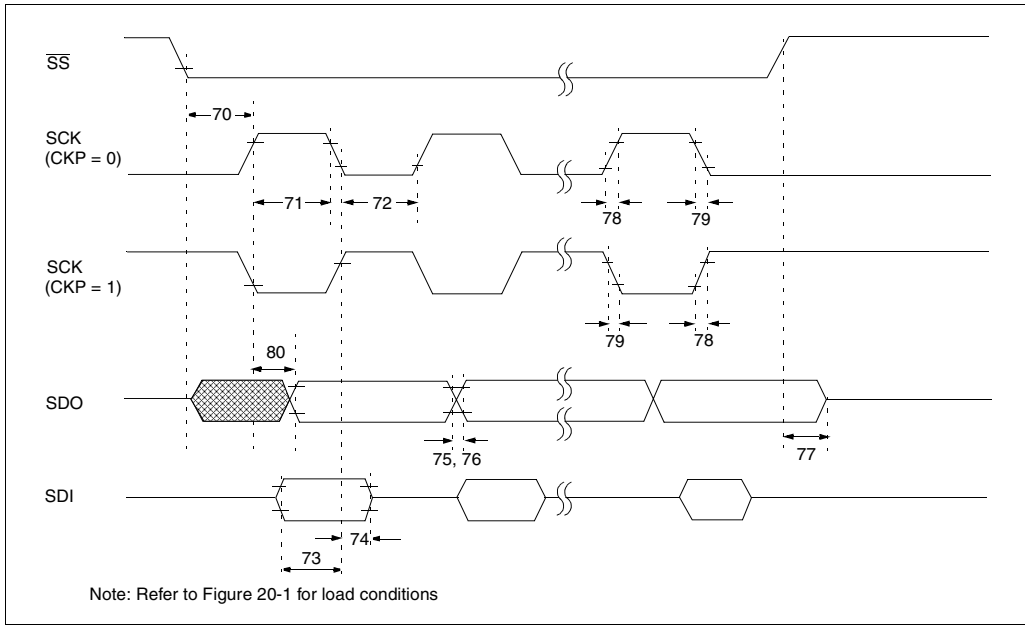 SS
70
SCK
(CKP = 0)
71
72
78
79
SCK
(CKP = 1)
79
78
80
SDO
75, 76
77
SDI
74
73
Note: Refer to Figure 20-1 for load conditions